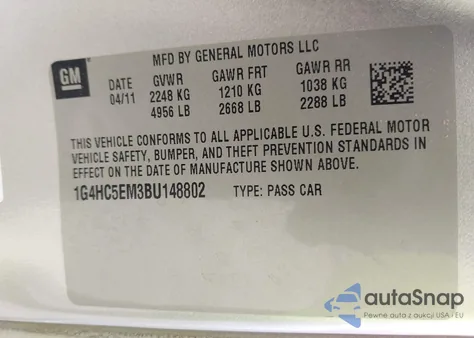 GM
MFD BY GENERAL MOTORS LLC
DATE GVWR GAWR FRT GAWR RR
04/11 2248 KG 1210 KG 1038 KG
4956 LB 2668 LB 2288 LB
THIS VEHICLE CONFORMS TO ALL APPLICABLE U.S. FEDERAL MOTOR
VEHICLE SAFETY, BUMPER, AND THEFT PREVENTION STANDARDS IN
EFFECT ON THE DATE OF MANUFACTURE SHOWN ABOVE.
1G4HC5EM3BU148802 TYPE: PASS CAR
autoSnap
Pewne auto z aukcji USA i EU